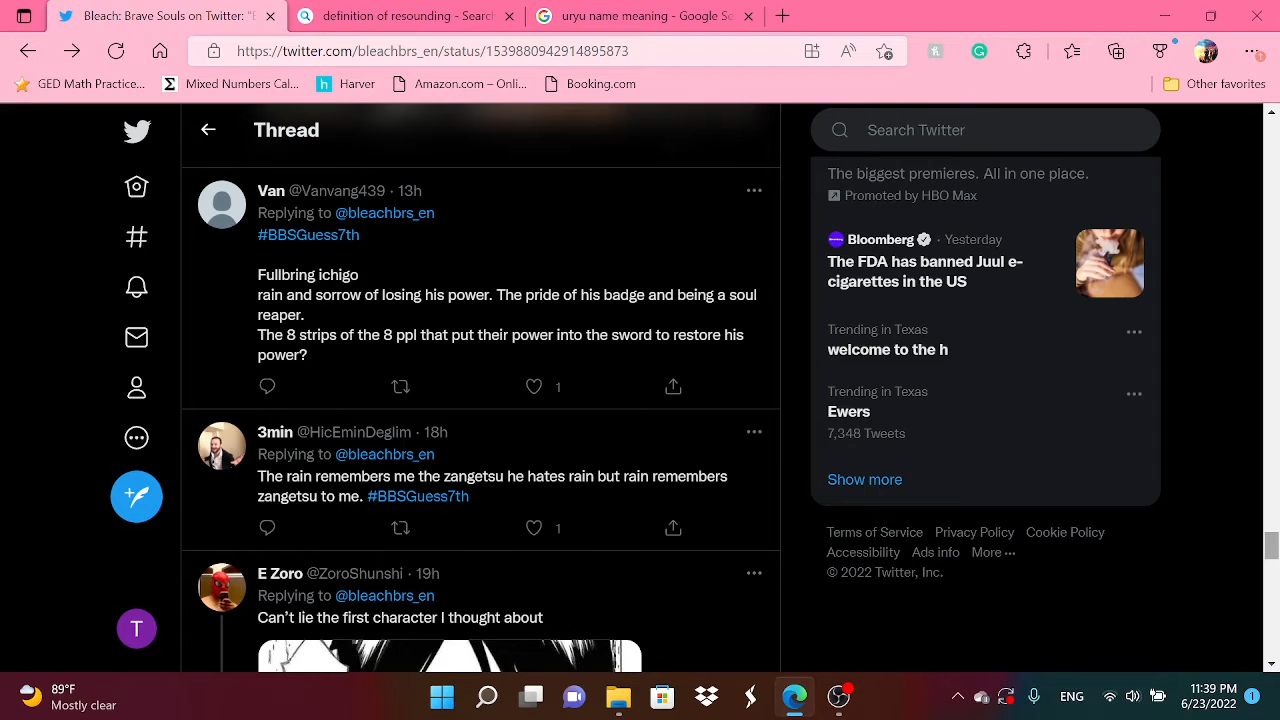 Bleach: Brave Souls on Twitter: "E
definition of resounding - Search
uryu name meaning - Google Se
https://twitter.com/bleachbrs_en/status/1539880942914895873
GED Math Practice...
Mixed Numbers Cal...
Harver
Amazon.com – Onli...
Booking.com
Other favorites
Thread
Van @Vanvang439 · 13h
Replying to @bleachbrs_en
#BBSGuess7th
Fullbring ichigo
rain and sorrow of losing his power. The pride of his badge and being a soul
reaper.
The 8 strips of the 8 ppl that put their power into the sword to restore his
power?
1
3min @HicEminDeglim · 18h
Replying to @bleachbrs_en
The rain remembers me the zangetsu he hates rain but rain remembers
zangetsu to me. #BBSGuess7th
1
E Zoro @ZoroShunshi · 19h
Replying to @bleachbrs_en
Can't lie the first character I thought about
T
Search Twitter
The biggest premieres. All in one place.
Promoted by HBO Max
Bloomberg · Yesterday
The FDA has banned Juul e-
cigarettes in the US
Trending in Texas
welcome to the h
Trending in Texas
Ewers
7,348 Tweets
Show more
Terms of Service Privacy Policy Cookie Policy
Accessibility Ads info More ···
© 2022 Twitter, Inc.
89°F
Mostly clear
ENG
11:39 PM
6/23/2022
1